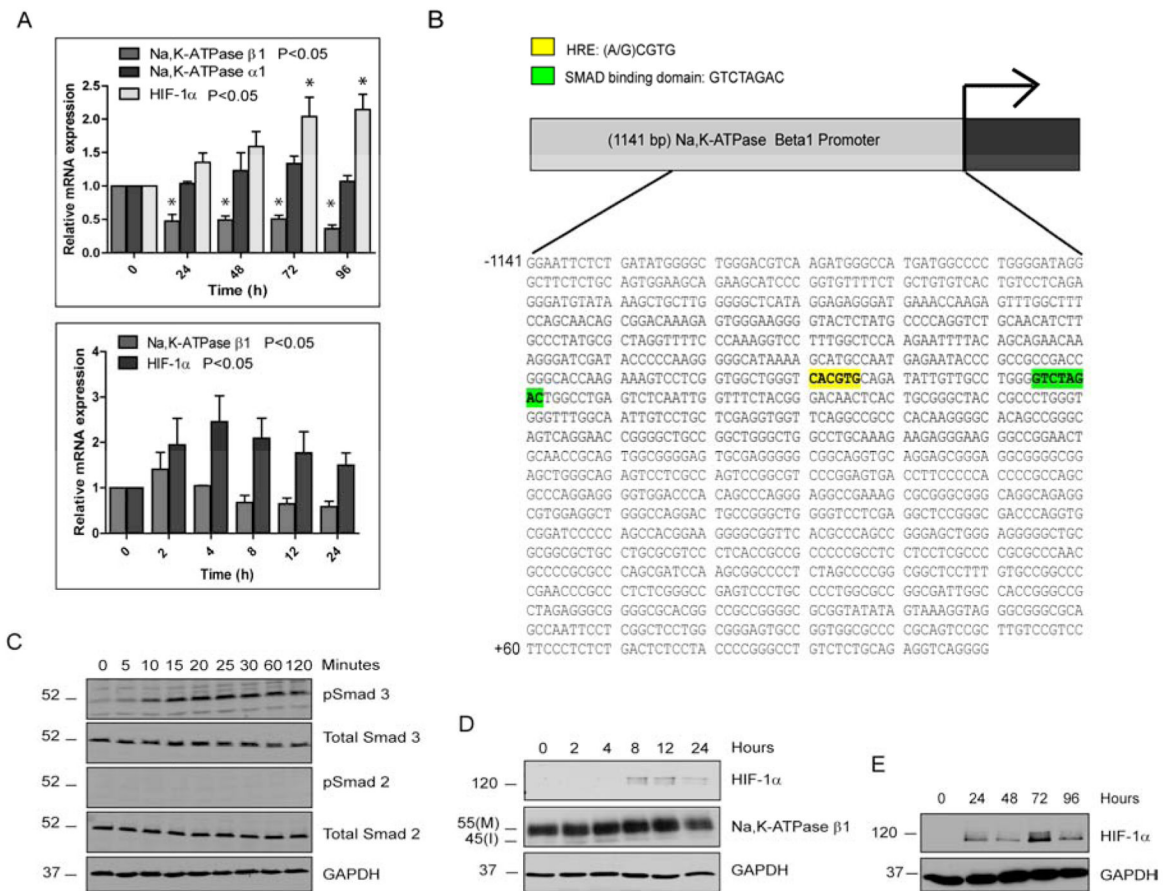 A
Na,K-ATPase β1 P<0.05
Na,K-ATPase α1
HIF-1α P<0.05
Relative mRNA expression
2.5
2.0
1.5
1.0
0.5
0.0
* * * * * *
0 24 48 72 96
Time (h)
Na,K-ATPase β1 P<0.05
HIF-1α P<0.05
Relative mRNA expression
4
3
2
1
0
0 2 4 8 12 24
Time (h)
B
HRE: (A/G)CGTG
SMAD binding domain: GTCTAGAC
(1141 bp) Na,K-ATPase Beta1 Promoter
-1141 GGAATTCTCT GATATGGGGC TGGGACGTCA AGATGGGCCA TGATGGCCCC TGGGGATAGG
GCTTCTCTGC AGTGGAAGCA GAAGCATCCC GGTGTTTTCT GCTGTGTCAC TGTCCTCAGA
GGGATGTATA AAGCTGCTTG GGGGCTCATA GGAGAGGGAT GAAACCAAGA GTTTGGCTTT
CCAGCAACAG CGGACAAAGA GTGGGAAGGG GTACTCTATG CCCCAGGTCT GCAACATCTT
GCCCTATGCG CTAGGTTTTC CAAAGGTCCT TTTGGCTCCA AGAATTTTAC AGCAGAACAA
AAGGGATCGAT ATACCCCCAAGG GGGCATAAAA GCATGCCAAT GAGAATACCC GCCGCCGACC
GGGCACCAAG AAAGTCCTCG GTGGCTGGGT CACGTGCAGA TATTGTTGCC TGGGGTCTAG
ACTGGCCTGA GTCTCAATTG GGTTTCTACGG GACAACTCAC TGCGGGCTAC CGCCCTGGGT
GGGTTTGGCA ATTGTCCTGC TCGAGGTGGT TCAGGCCGCC CACAAGGGGC ACAGCCGGGC
AGTCAGGAAC CGGGGCTGCC GGCTGGGCTG GCCTGCAAAG AAGAGGGAAG GGCCGGAACT
GCAACCGCAG TGGCGGGGAG TGCGAGGGGG CGGCAGGTGC AGGAGCGGGA GGCGGGGCGG
AGCTGGGCAG AGTCCTCGCC AGTCCGGCGT CCCGGAGTGA CCTTCCCCCA CCCCGCCAGC
GCCCAGGAGG GGTGGACCCA CAGCCCAGGG AGGCCGAAAG CGCGGGCGGG CAGGCAGAGG
CGTGGAGGCT GGGCCAGGAC TGCCGGGCTG GGGTCCTCGA GGCTCGGGGC GACCCAGGTG
CGGATCCCCC AGCCACGGAA GGGGCGGTTC ACGCCCAGCC GGGAGCTGGG AGGGGGCTGC
GCGGCGCTGC CTGCGCGTCC CTCACCGCCG CCCCCGCCTC CTCCTCGCCC CGCGCCCAAC
GCCCCGCGCC CAGCGATCCA AGCGGCCCCT CTAGCCCCGG CGGCTCCTTT GTGCCGGCCC
CGAACCCGCC CTCTCGGGCC GAGTCCCTGC CCCTGGCTGG CGGCGATTGG CCACCGGGCCG
CTAGAGGGCG GGGCGCACGG CCGCCGGGGC GCGGTATATA GTAAAGGTAG GGCGGGCGCA
GCCAATTCCT CGGCTCCTGG CGGGAGTGCC GGTGGCGCCC CGCAGTCCGC TTGTCCGTCC
+60 TTCCCTCTCT GACTCTCCTA CCCCGGGCCT GTCTCTGCAG AGGTCAGGGG
C
0 5 10 15 20 25 30 60 120 Minutes
52 pSmad 3
52 Total Smad 3
52 pSmad 2
52 Total Smad 2
37 GAPDH
D
0 2 4 8 12 24 Hours
120 HIF-1α
55(M)
45(I) Na,K-ATPase β1
37 GAPDH
E
0 24 48 72 96 Hours
120 HIF-1α
37 GAPDH